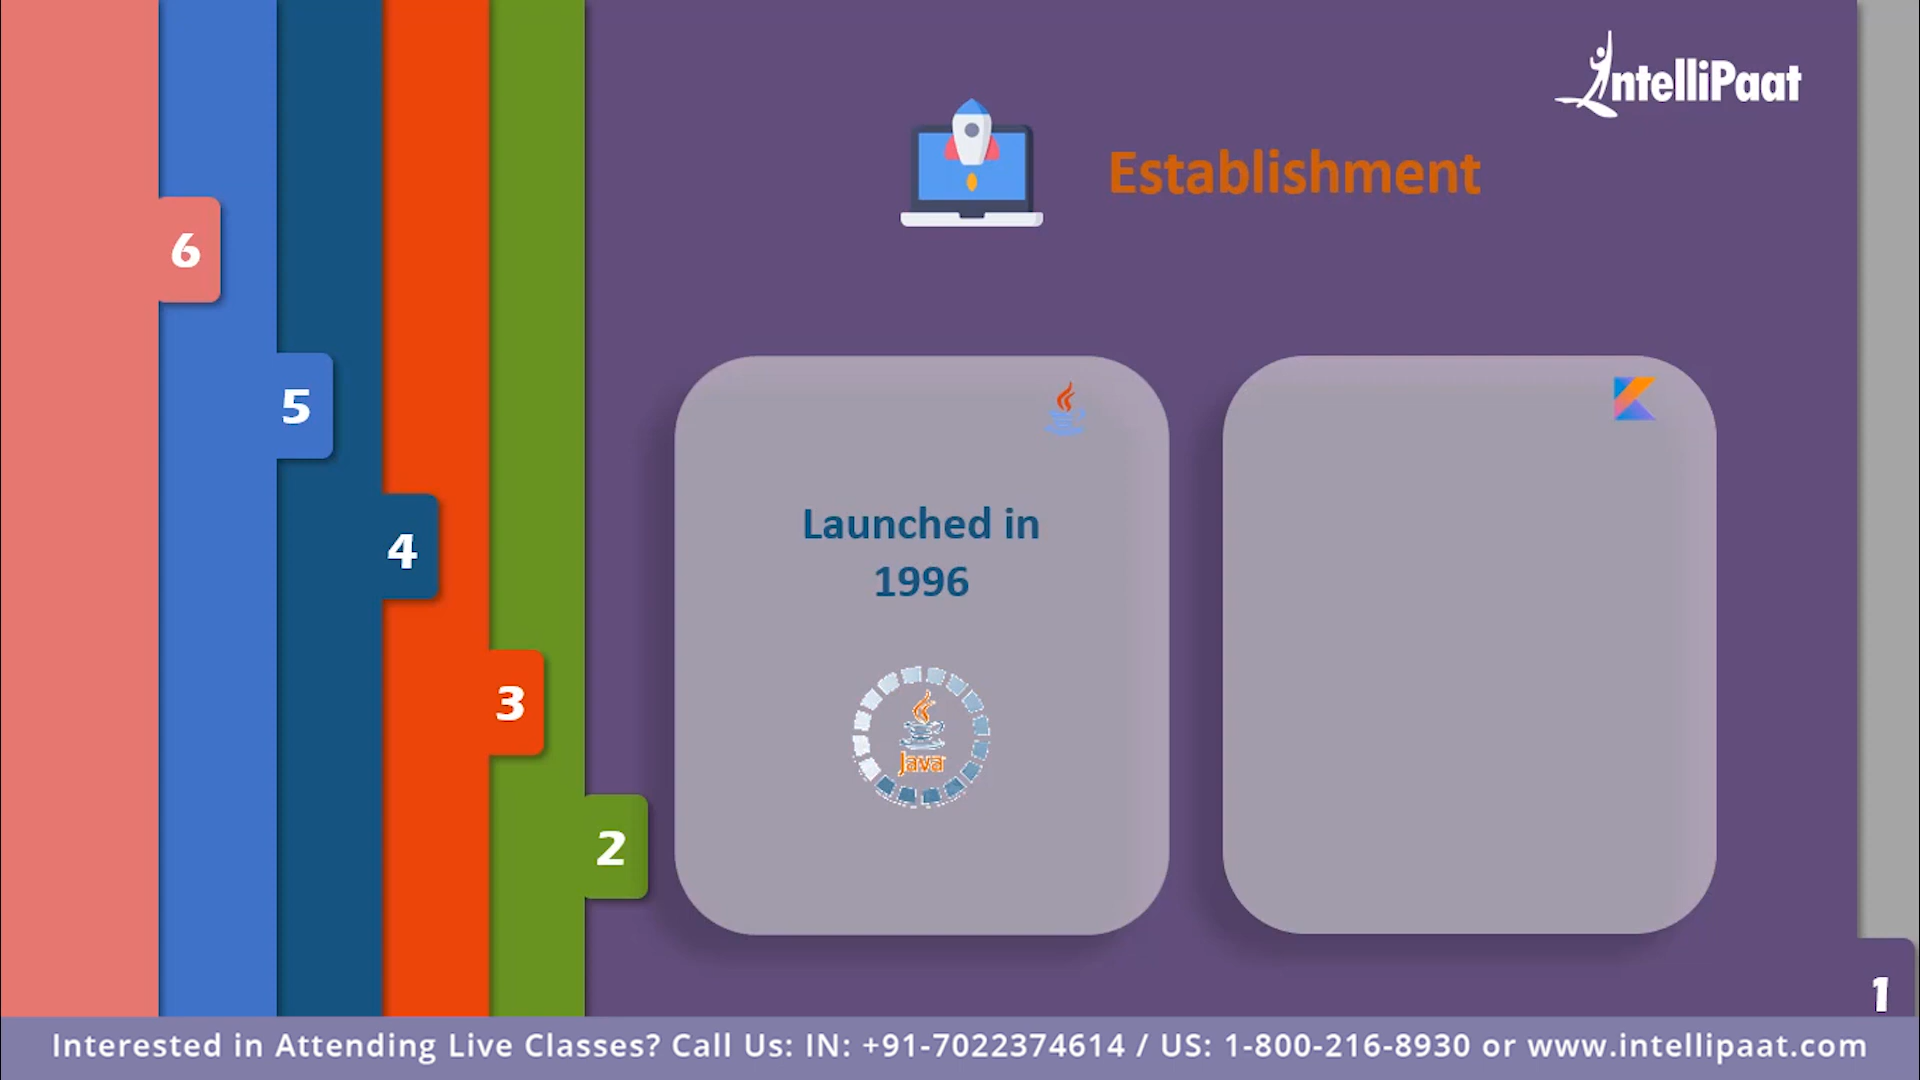 IntelliPaat
Establishment
6
5
4
3
2
Launched in
1996
Java
1
Interested in Attending Live Classes? Call Us: IN: +91-7022374614 / US: 1-800-216-8930 or www.intellipaat.com